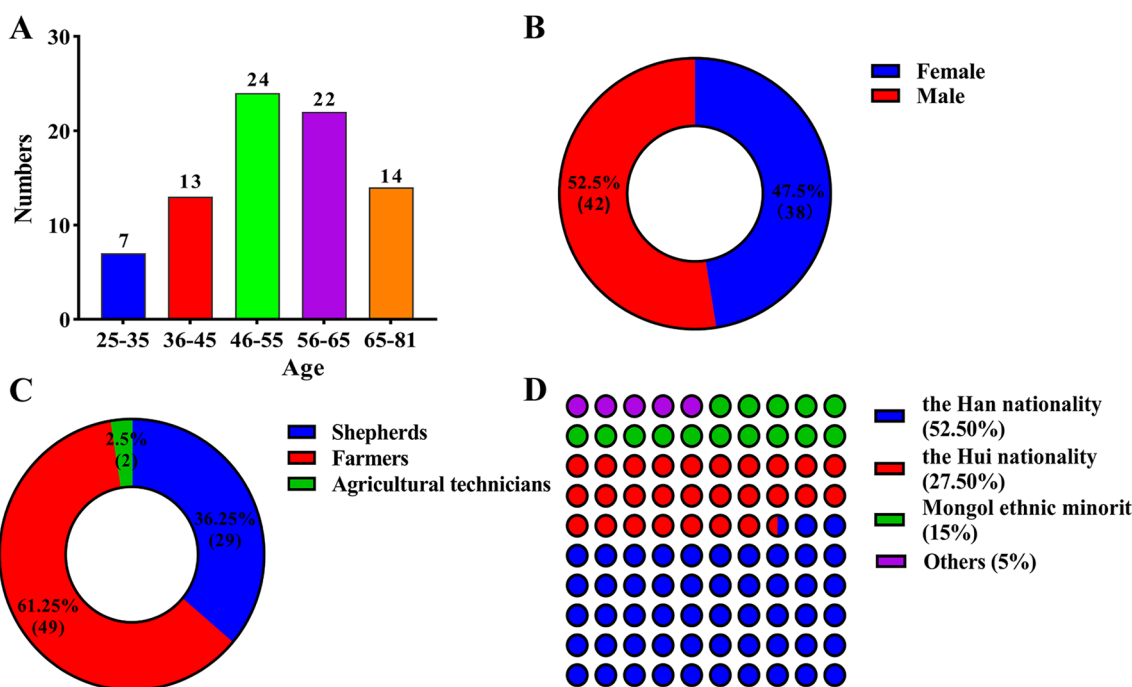 A
Numbers
30
20
10
0
7
13
24
22
14
25-35 36-45 46-55 56-65 65-81
Age
B
52.5%
(42)
47.5%
(38)
Female
Male
C
2.5%
(2)
36.25%
(29)
61.25%
(49)
Shepherds
Farmers
Agricultural technicians
D
the Han nationality
(52.50%)
the Hui nationality
(27.50%)
Mongol ethnic minorit
(15%)
Others (5%)